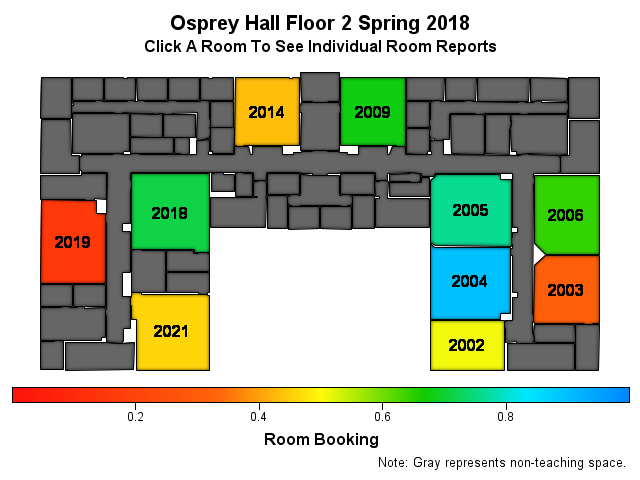 Osprey Hall Floor 2 Spring 2018
Click A Room To See Individual Room Reports
2014
2009
2018
2005
2006
2019
2004
2003
2021
2002
0.2 0.4 0.6 0.8
Room Booking
Note: Gray represents non-teaching space.